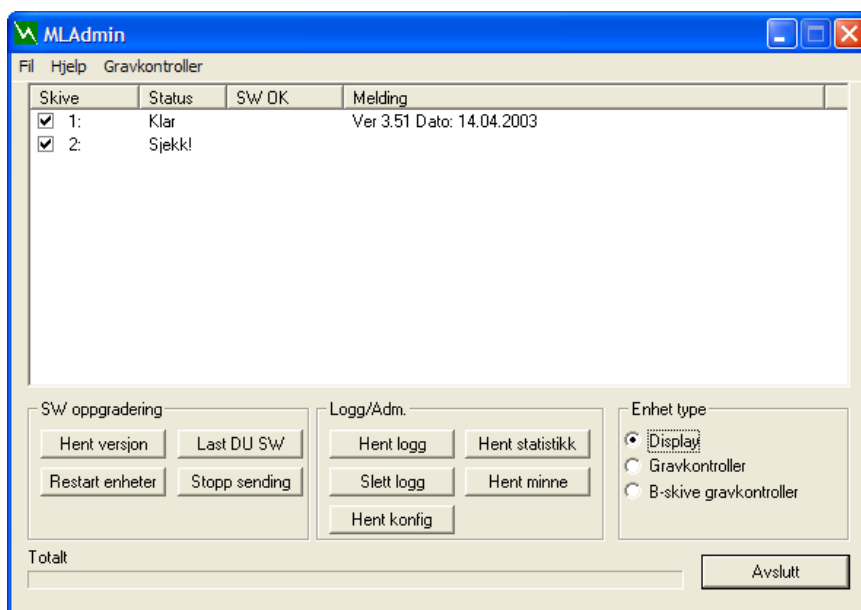 MLAdmin
Fil Hjelp Gravkontroller
Skive Status SW OK Melding
1: Klar Ver 3.51 Dato: 14.04.2003
2: Sjekk!
SW oppgradering Logg/Adm. Enhet type
Hent versjon Last DU SW Hent logg Hent statistikk Display
Gravkontroller
Restart enheter Stopp sending Slett logg Hent minne B-skive gravkontroller
Hent konfig
Totalt
Avslutt